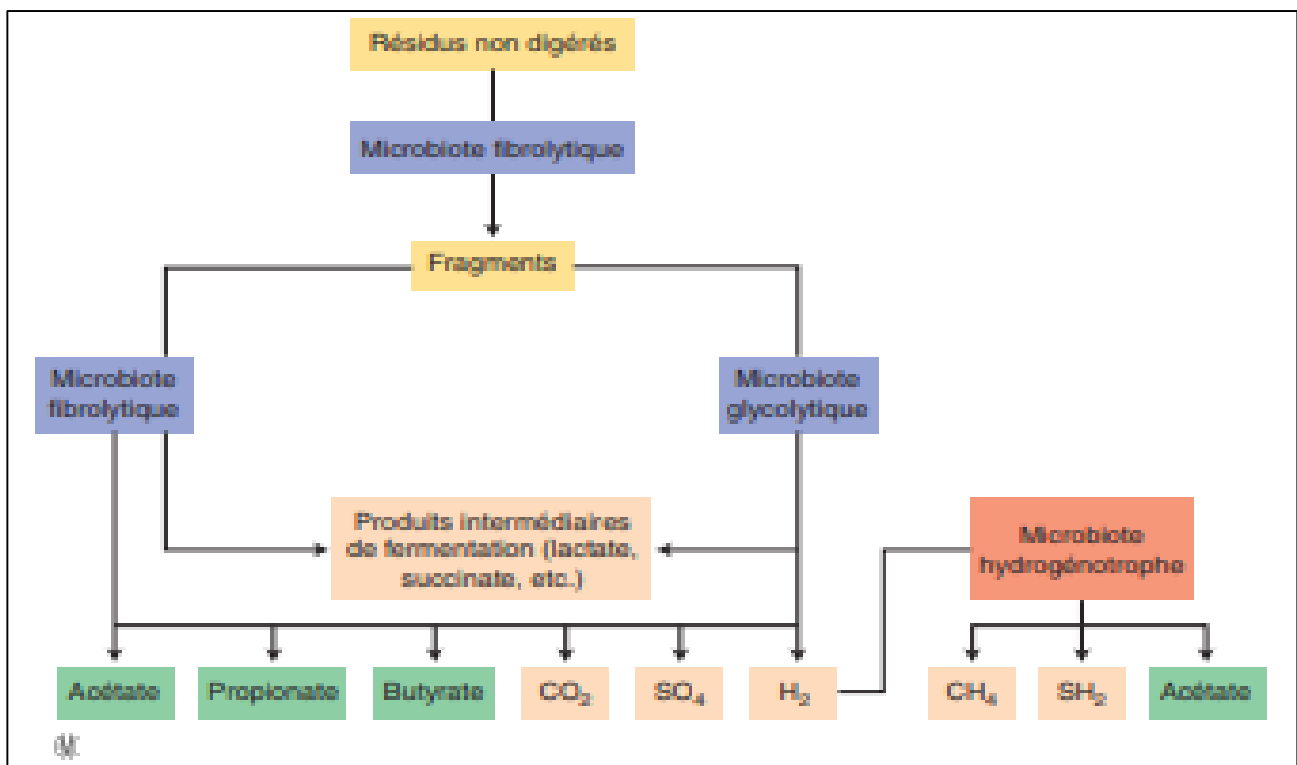 Résidus non digérés
Microbiote fibrolytique
Fragments
Microbiote
fibrolytique
Microbiote
glycolytique
Produits intermédiaires
de fermentation (lactate,
succinate, etc.)
Microbiote
hydrogénotrophe
Acétate
Propionate
Butyrate
CO₂
SO₄
H₂
CH₄
SH₂
Acétate